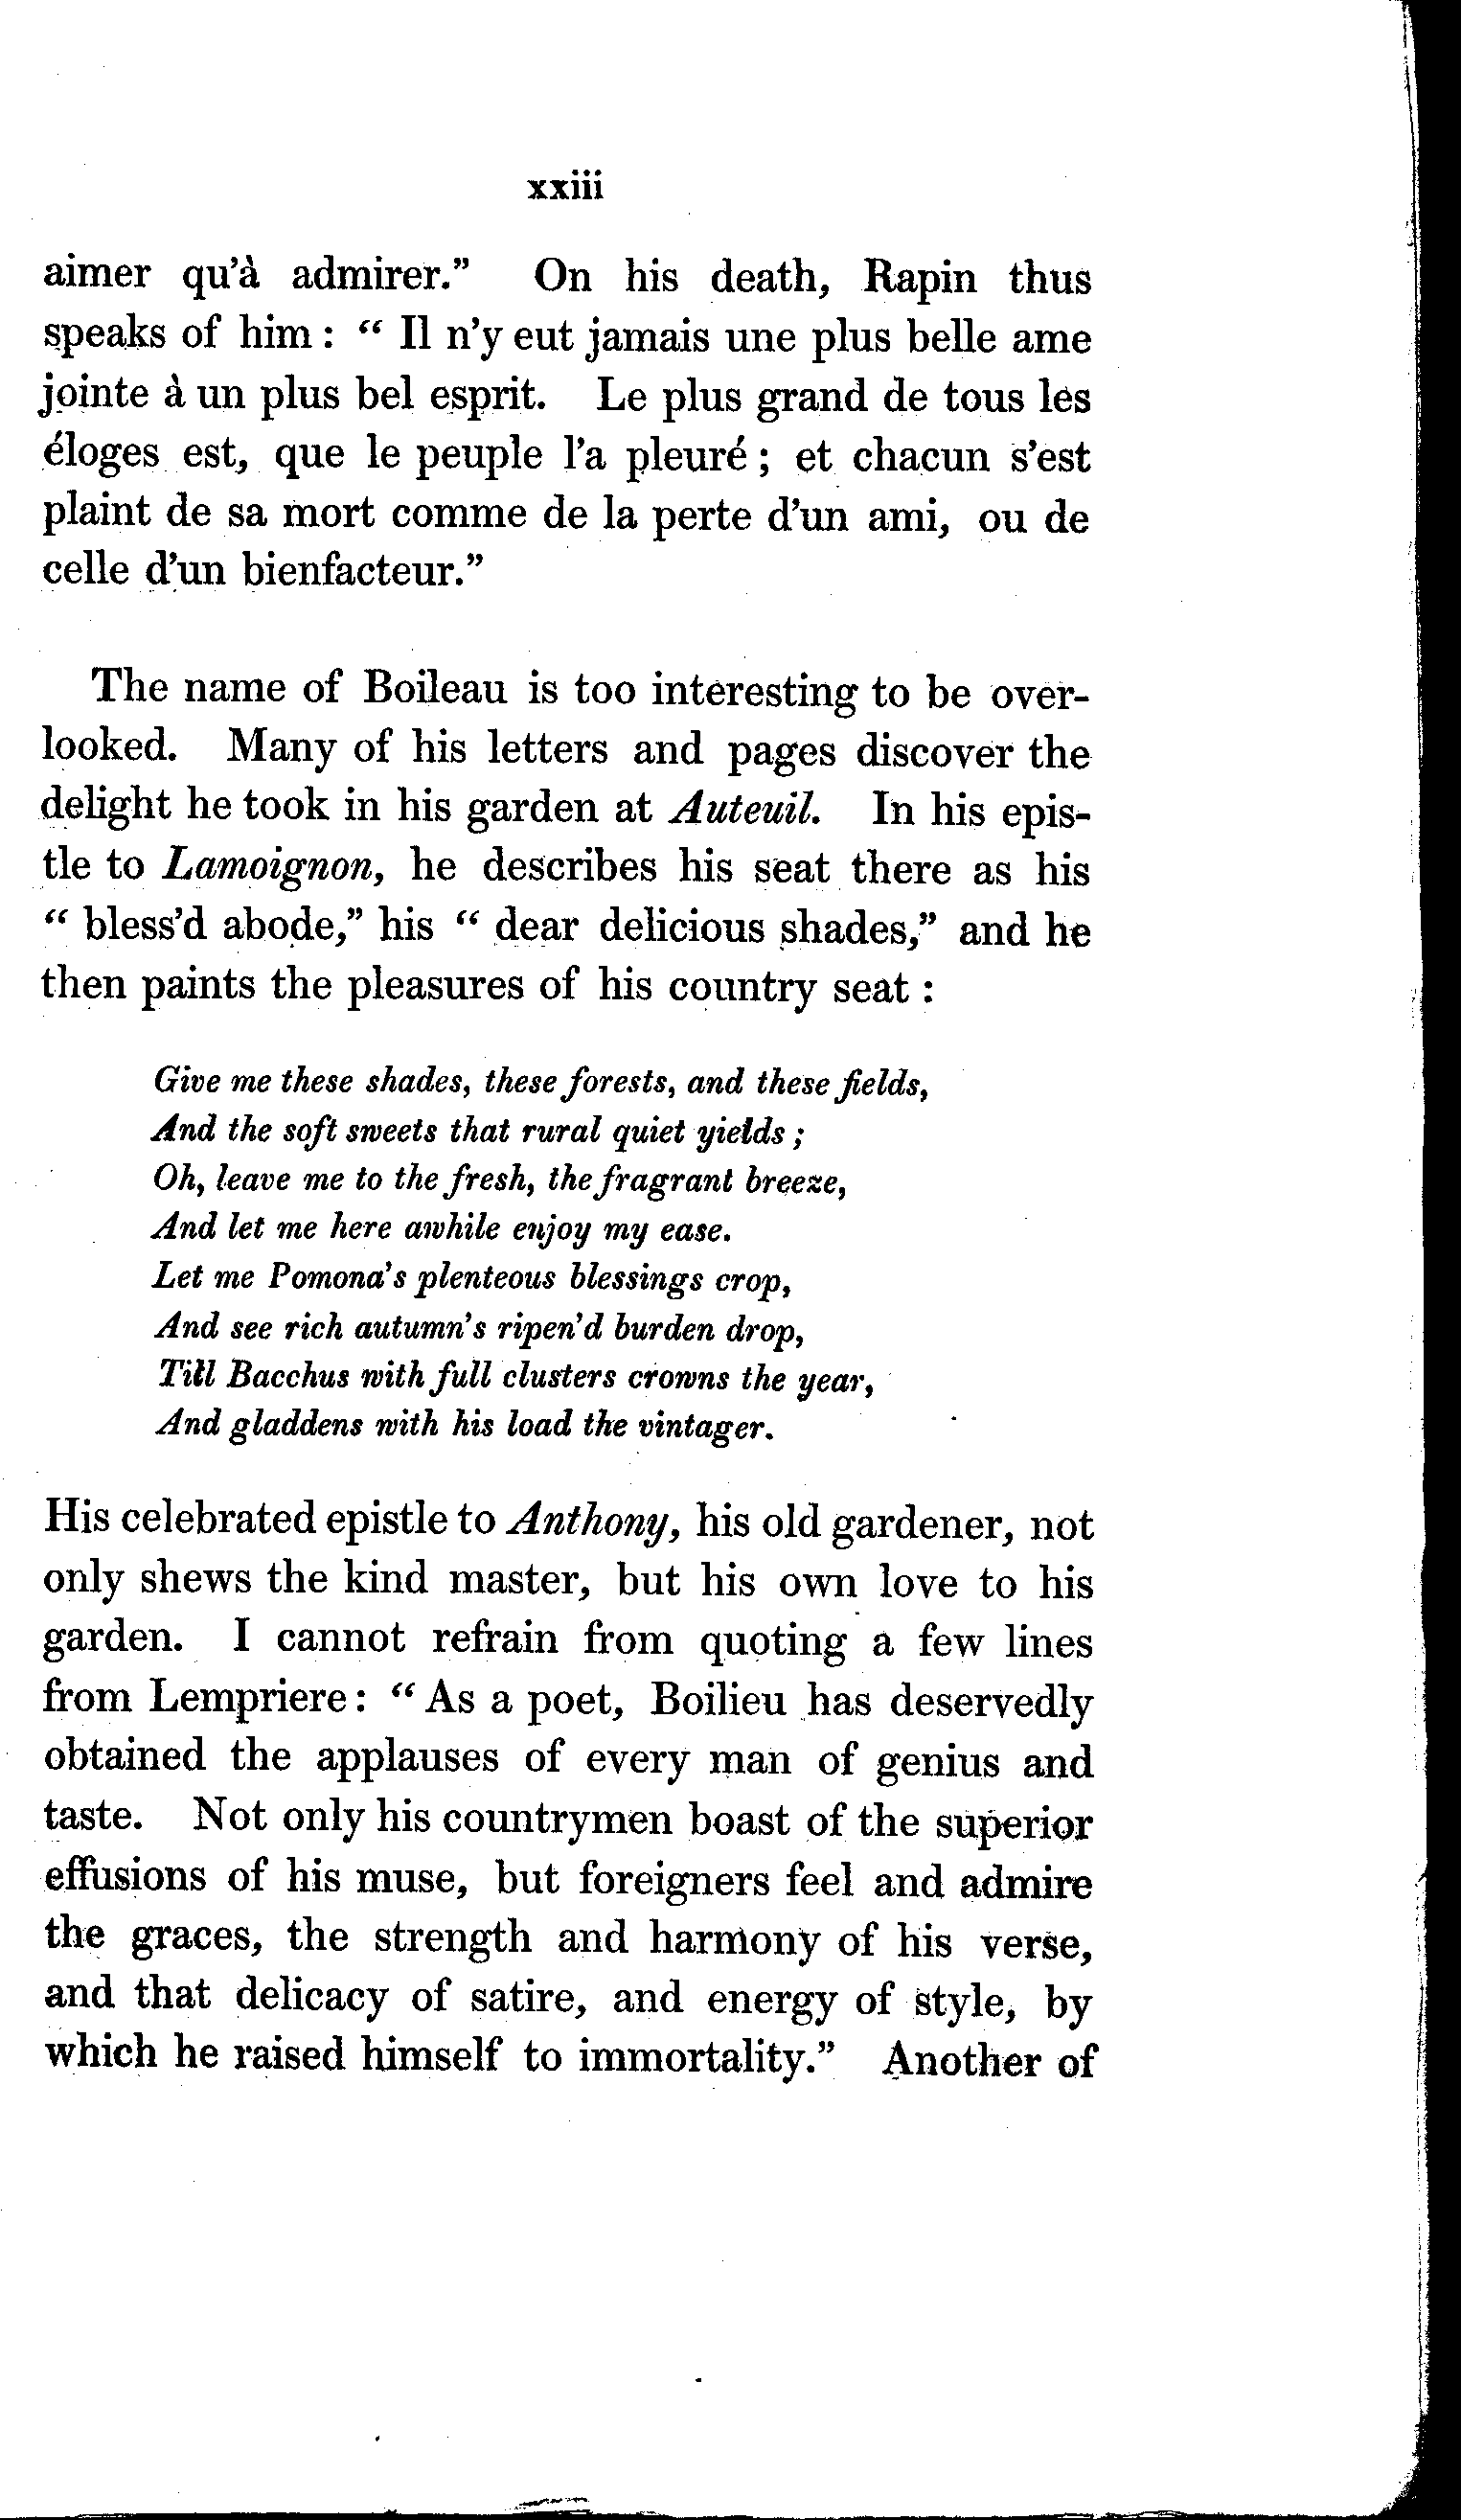 xxiii
aimer qu'à admirer." On his death, Rapin thus
speaks of him: "Il n'y eut jamais une plus belle ame
jointe à un plus bel esprit. Le plus grand de tous les
éloges est, que le peuple l'a pleuré; et chacun s'est
plaint de sa mort comme de la perte d'un ami, ou de
celle d'un bienfacteur."
The name of Boileau is too interesting to be over-
looked. Many of his letters and pages discover the
delight he took in his garden at Auteuil. In his epis-
tle to Lamoignon, he describes his seat there as his
"bless'd abode," his "dear delicious shades," and he
then paints the pleasures of his country seat:
Give me these shades, these forests, and these fields,
And the soft sweets that rural quiet yields;
Oh, leave me to the fresh, the fragrant breeze,
And let me here awhile enjoy my ease.
Let me Pomona's plenteous blessings crop,
And see rich autumn's ripen'd burden drop,
Till Bacchus with full clusters crowns the year,
And gladdens with his load the vintager.
His celebrated epistle to Anthony, his old gardener, not
only shews the kind master, but his own love to his
garden. I cannot refrain from quoting a few lines
from Lempriere: "As a poet, Boilieu has deservedly
obtained the applauses of every man of genius and
taste. Not only his countrymen boast of the superior
effusions of his muse, but foreigners feel and admire
the graces, the strength and harmony of his verse,
and that delicacy of satire, and energy of style, by
which he raised himself to immortality." Another of